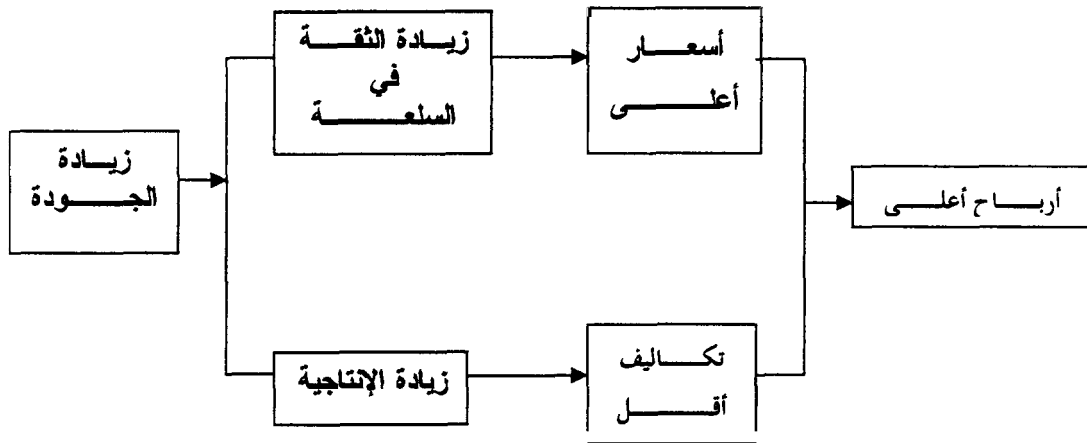 زيادة
الجودة
زيادة الثقة
في
السلعة
أسعار
أعلى
زيادة الإنتاجية
تكاليف
أقل
أرباح أعلى